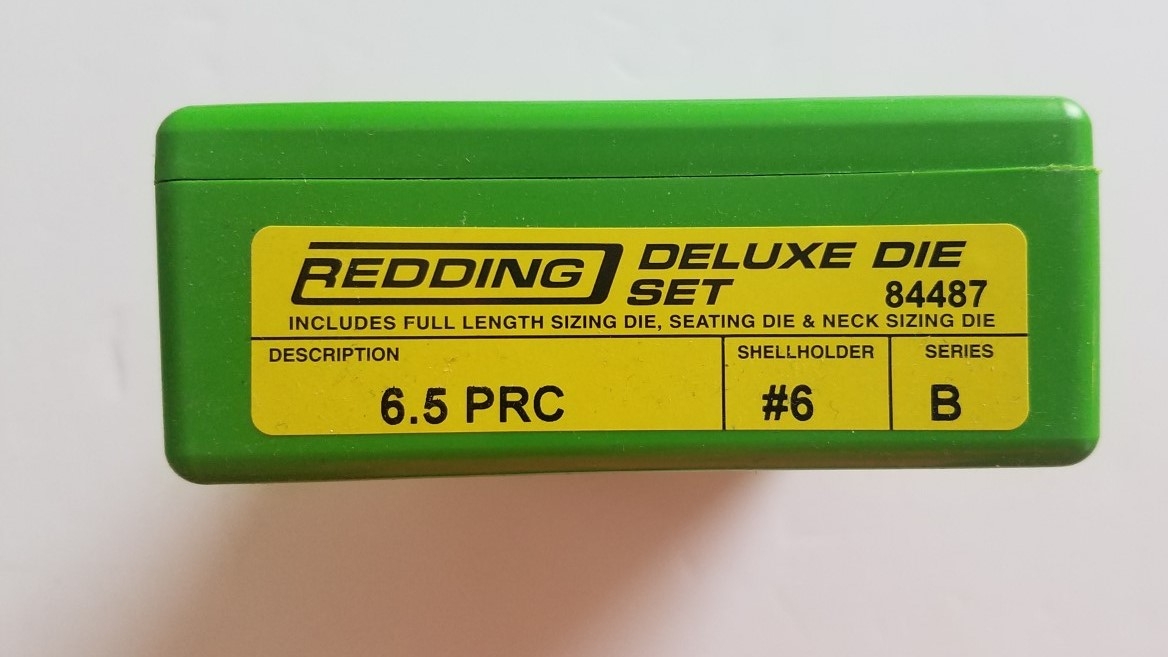 REDDING DELUXE DIE
SET 84487
INCLUDES FULL LENGTH SIZING DIE, SEATING DIE & NECK SIZING DIE
DESCRIPTION SHELLHOLDER SERIES
6.5 PRC #6 B